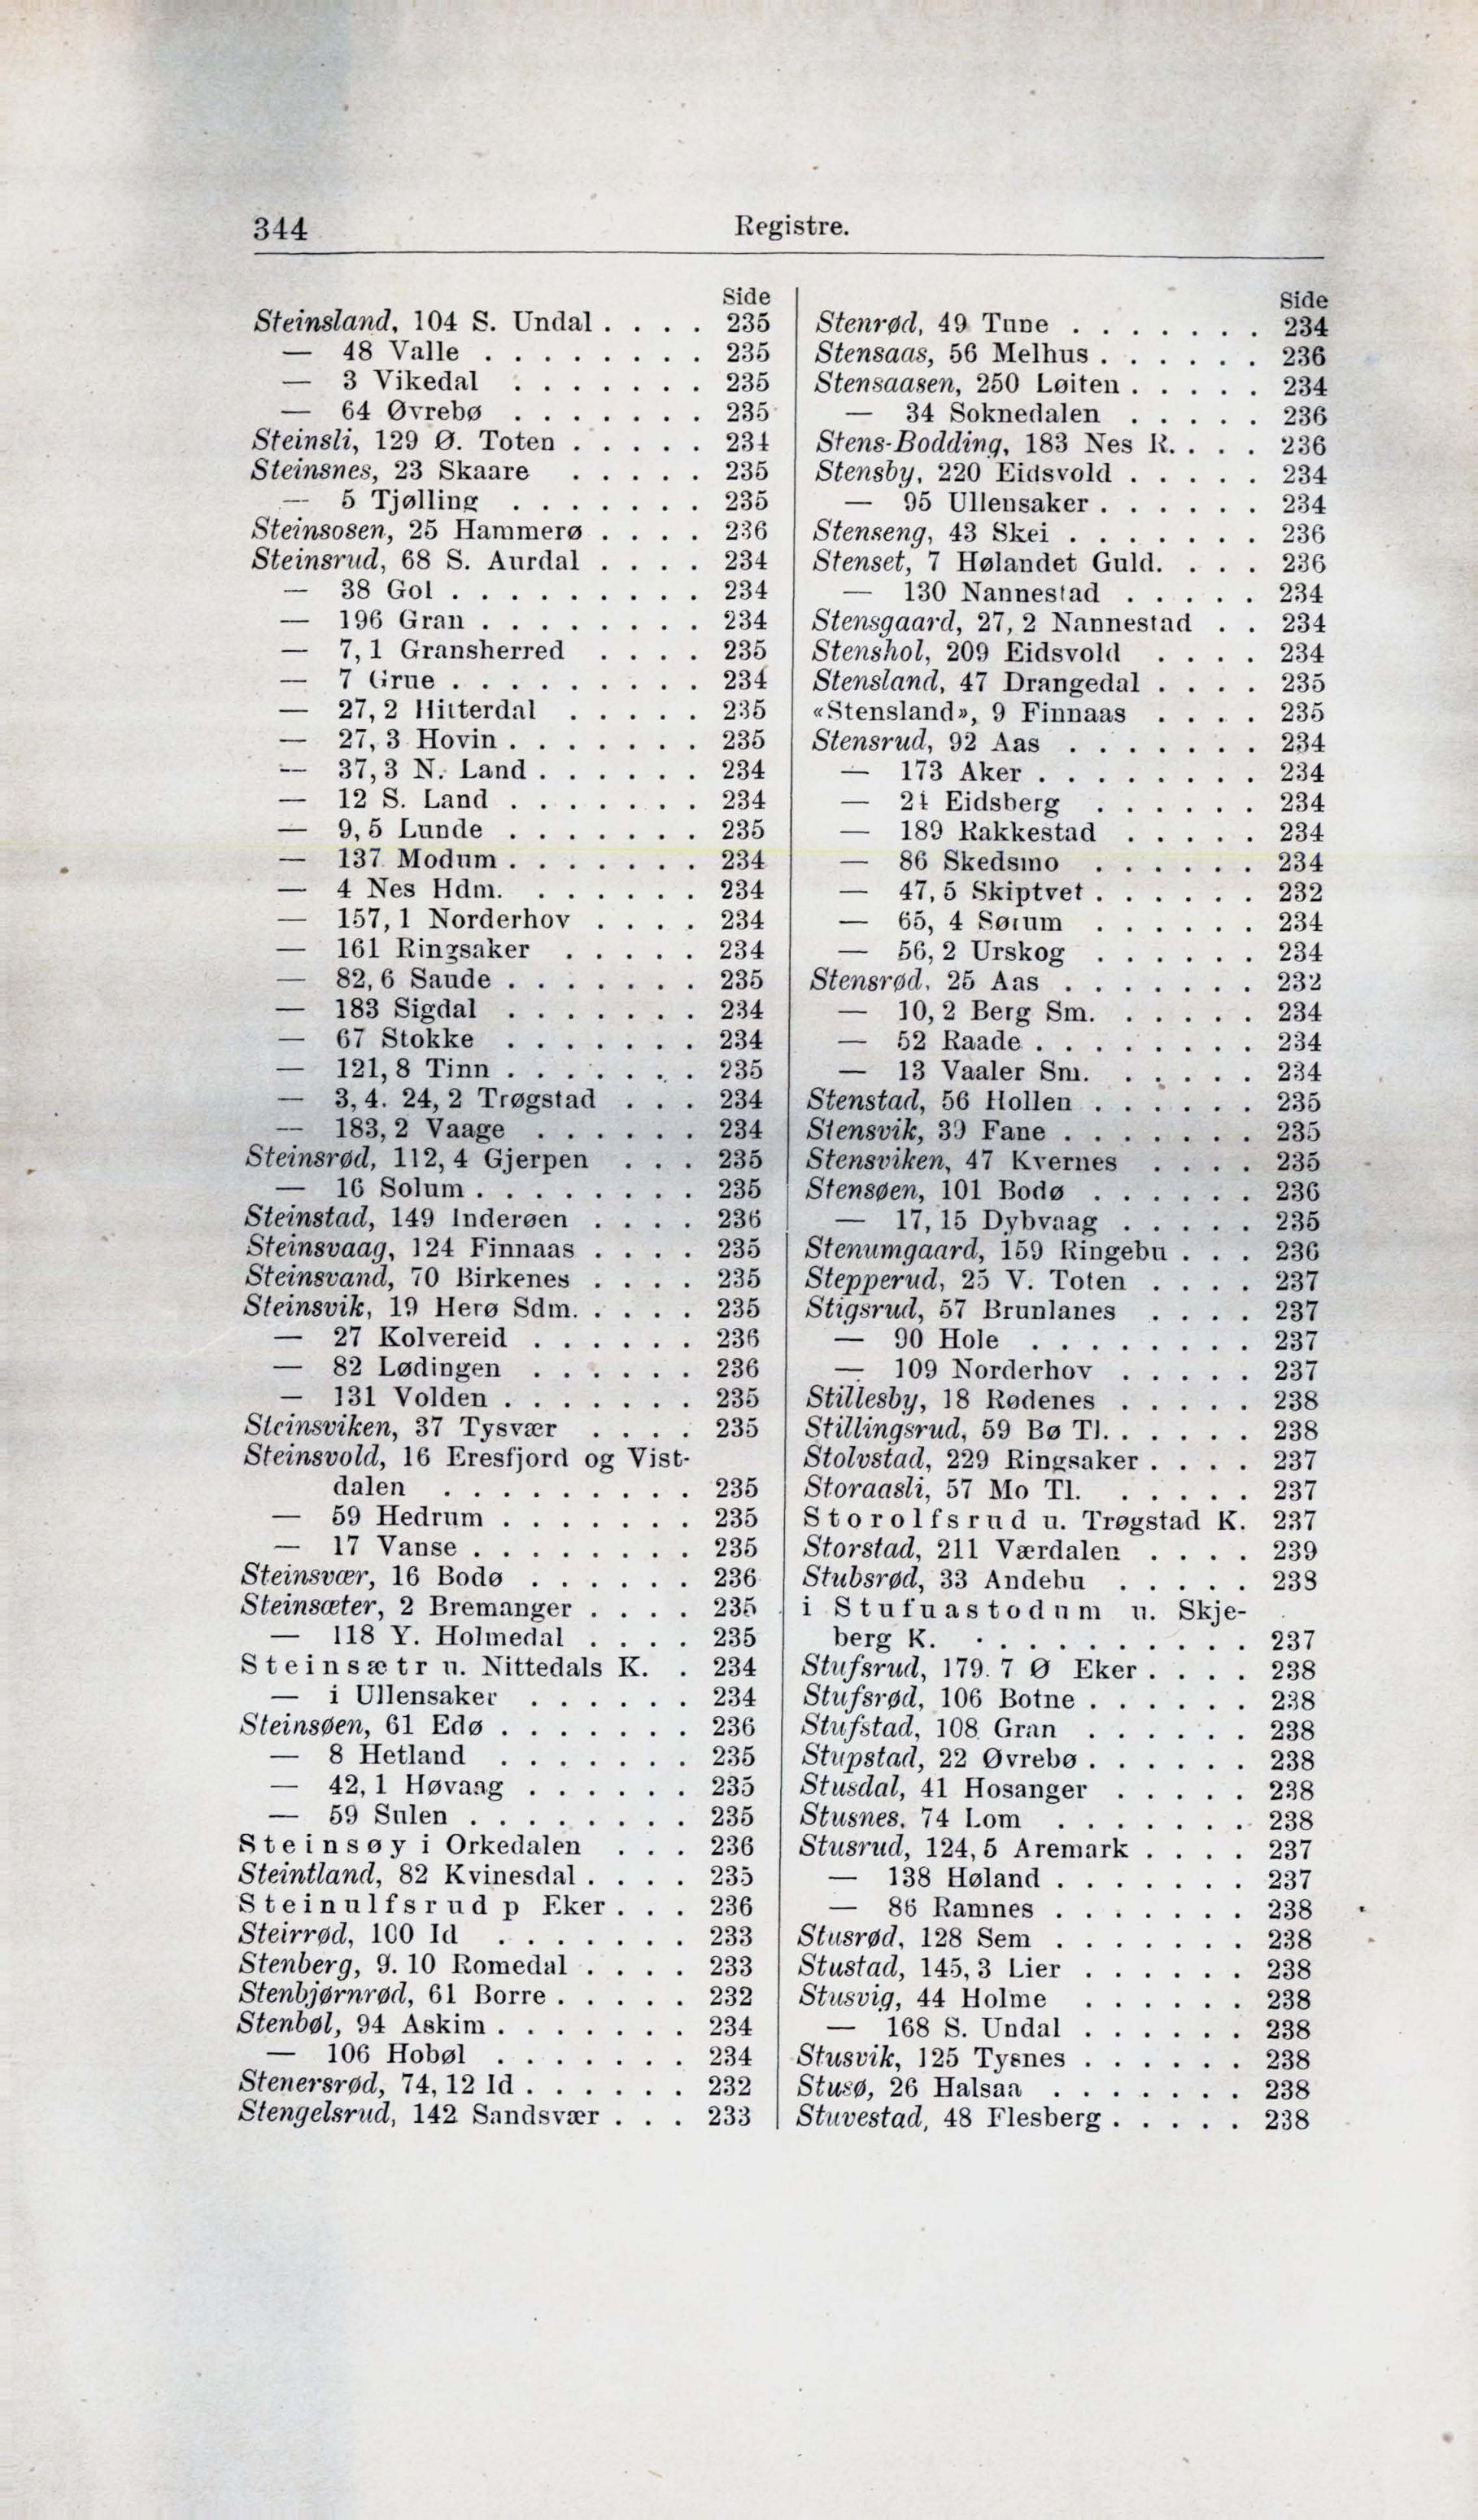 344
Registre.
Side
Steinsland, 104 S. Undal . . . . 235
— 48 Valle . . . . . . . . 235
— 3 Vikedal . . . . . . . 235
— 64 Øvrebø . . . . . . . 235
Steinsli, 129 Ø. Toten . . . . . 234
Steinsnes, 23 Skaare . . . . . 235
— 5 Tjølling . . . . . . . 235
Steinsosen, 25 Hammerø . . . . 236
Steinsrud, 68 S. Aurdal . . . . 234
— 38 Gol . . . . . . . . . 234
— 196 Gran . . . . . . . . 234
— 7,1 Gransherred . . . . 235
— 7 Grue . . . . . . . . . 234
— 27,2 Hitterdal . . . . . 235
— 27,3 Hovin . . . . . . . 235
— 37,3 N. Land . . . . . . 234
— 12 S. Land . . . . . . . 234
— 9,5 Lunde . . . . . . . 235
— 137 Modum . . . . . . . 234
— 4 Nes Hdm. . . . . . . 234
— 157,1 Norderhov . . . . 234
— 161 Ringsaker . . . . . 234
— 82,6 Saude . . . . . . . 235
— 183 Sigdal . . . . . . . 234
— 67 Stokke . . . . . . . 234
— 121,8 Tinn . . . . . . . 235
— 3,4. 24,2 Trøgstad . . . 234
— 183,2 Vaage . . . . . . 234
Steinsrød, 112,4 Gjerpen . . . 235
— 16 Solum . . . . . . . . 235
Steinstad, 149 Inderøen . . . . 236
Steinsvaag, 124 Finnaas . . . . 235
Steinsvand, 70 Birkenes . . . . 235
Steinsvik, 19 Herø Sdm. . . . . 235
— 27 Kolvereid . . . . . . 236
— 82 Lødingen . . . . . . 236
— 131 Volden . . . . . . . 235
Steinsviken, 37 Tysvær . . . . 235
Steinsvold, 16 Eresfjord og Vist-
dalen . . . . . . . . . 235
— 59 Hedrum . . . . . . . 235
— 17 Vanse . . . . . . . . 235
Steinsvær, 16 Bodø . . . . . . 236
Steinsæter, 2 Bremanger . . . . 235
— 118 Y. Holmedal . . . . 235
Steinsætr u. Nittedals K. . 234
— i Ullensaker . . . . . . 234
Steinsøen, 61 Edø . . . . . . . 236
— 8 Hetland . . . . . . . 235
— 42,1 Høvaag . . . . . . 235
— 59 Sulen . . . . . . . . 235
Steinsøy i Orkedalen . . . 236
Steintland, 82 Kvinesdal . . . . 235
Steinulfsrud p Eker . . . 236
Steirrød, 100 Id . . . . . . . 233
Stenberg, 9. 10 Romedal . . . . 233
Stenbjørnrød, 61 Borre . . . . . 232
Stenbøl, 94 Askim . . . . . . . 234
— 106 Hobøl . . . . . . . 234
Stenersrød, 74,12 Id . . . . . . 232
Stengelsrud, 142 Sandsvær . . . 233
Side
Stenrød, 49 Tune . . . . . . . 234
Stensaas, 56 Melhus . . . . . . 236
Stensaasen, 250 Løiten . . . . . 234
— 34 Soknedalen . . . . . 236
Stens-Bodding, 183 Nes R. . . . 236
Stensby, 220 Eidsvold . . . . . 234
— 95 Ullensaker . . . . . . 234
Stenseng, 43 Skei . . . . . . . 236
Stenset, 7 Hølandet Guld. . . . 236
— 130 Nannestad . . . . . 234
Stensgaard, 27,2 Nannestad . . 234
Stenshol, 209 Eidsvold . . . . 234
Stensland, 47 Drangedal . . . . 235
«Stensland», 9 Finnaas . . . . 235
Stensrud, 92 Aas . . . . . . . 234
— 173 Aker . . . . . . . . 234
— 24 Eidsberg . . . . . . 234
— 189 Rakkestad . . . . . 234
— 86 Skedsmo . . . . . . 234
— 47,5 Skiptvet . . . . . . 232
— 65, 4 Sørum . . . . . . 234
— 56,2 Urskog . . . . . . 234
Stensrød, 25 Aas . . . . . . . 232
— 10,2 Berg Sm. . . . . . 234
— 52 Raade . . . . . . . . 234
— 13 Vaaler Sm. . . . . . 234
Stenstad, 56 Hollen . . . . . . 235
Stensvik, 39 Fane . . . . . . . 235
Stensviken, 47 Kvernes . . . . 235
Stensøen, 101 Bodø . . . . . . 236
— 17,15 Dybvaag . . . . . 235
Stenumgaard, 159 Ringebu . . . 236
Stepperud, 25 V. Toten . . . . 237
Stigsrud, 57 Brunlanes . . . . 237
— 90 Hole . . . . . . . . 237
— 109 Norderhov . . . . . 237
Stillesby, 18 Rødenes . . . . . 238
Stillingsrud, 59 Bø Tl. . . . . . 238
Stolvstad, 229 Ringsaker . . . . 237
Storaasli, 57 Mo Tl. . . . . . 237
Storolfsrud u. Trøgstad K. 237
Storstad, 211 Værdalen . . . . 239
Stubsrød, 33 Andebu . . . . . 238
i Stufuastodum u. Skje-
berg K. . . . . . . . . . . 237
Stufsrud, 179. 7 Ø Eker . . . . 238
Stufsrød, 106 Botne . . . . . . 238
Stufstad, 108 Gran . . . . . . 238
Stupstad, 22 Øvrebø . . . . . . 238
Stusdal, 41 Hosanger . . . . . 238
Stusnes, 74 Lom . . . . . . . 238
Stusrud, 124,5 Aremark . . . . 237
— 138 Høland . . . . . . . 237
— 86 Ramnes . . . . . . . 238
Stusrød, 128 Sem . . . . . . . 238
Stustad, 145,3 Lier . . . . . . 238
Stusvig, 44 Holme . . . . . . 238
— 168 S. Undal . . . . . . 238
Stusvik, 125 Tysnes . . . . . . 238
Stusø, 26 Halsaa . . . . . . . 238
Stuvestad, 48 Flesberg . . . . . 238